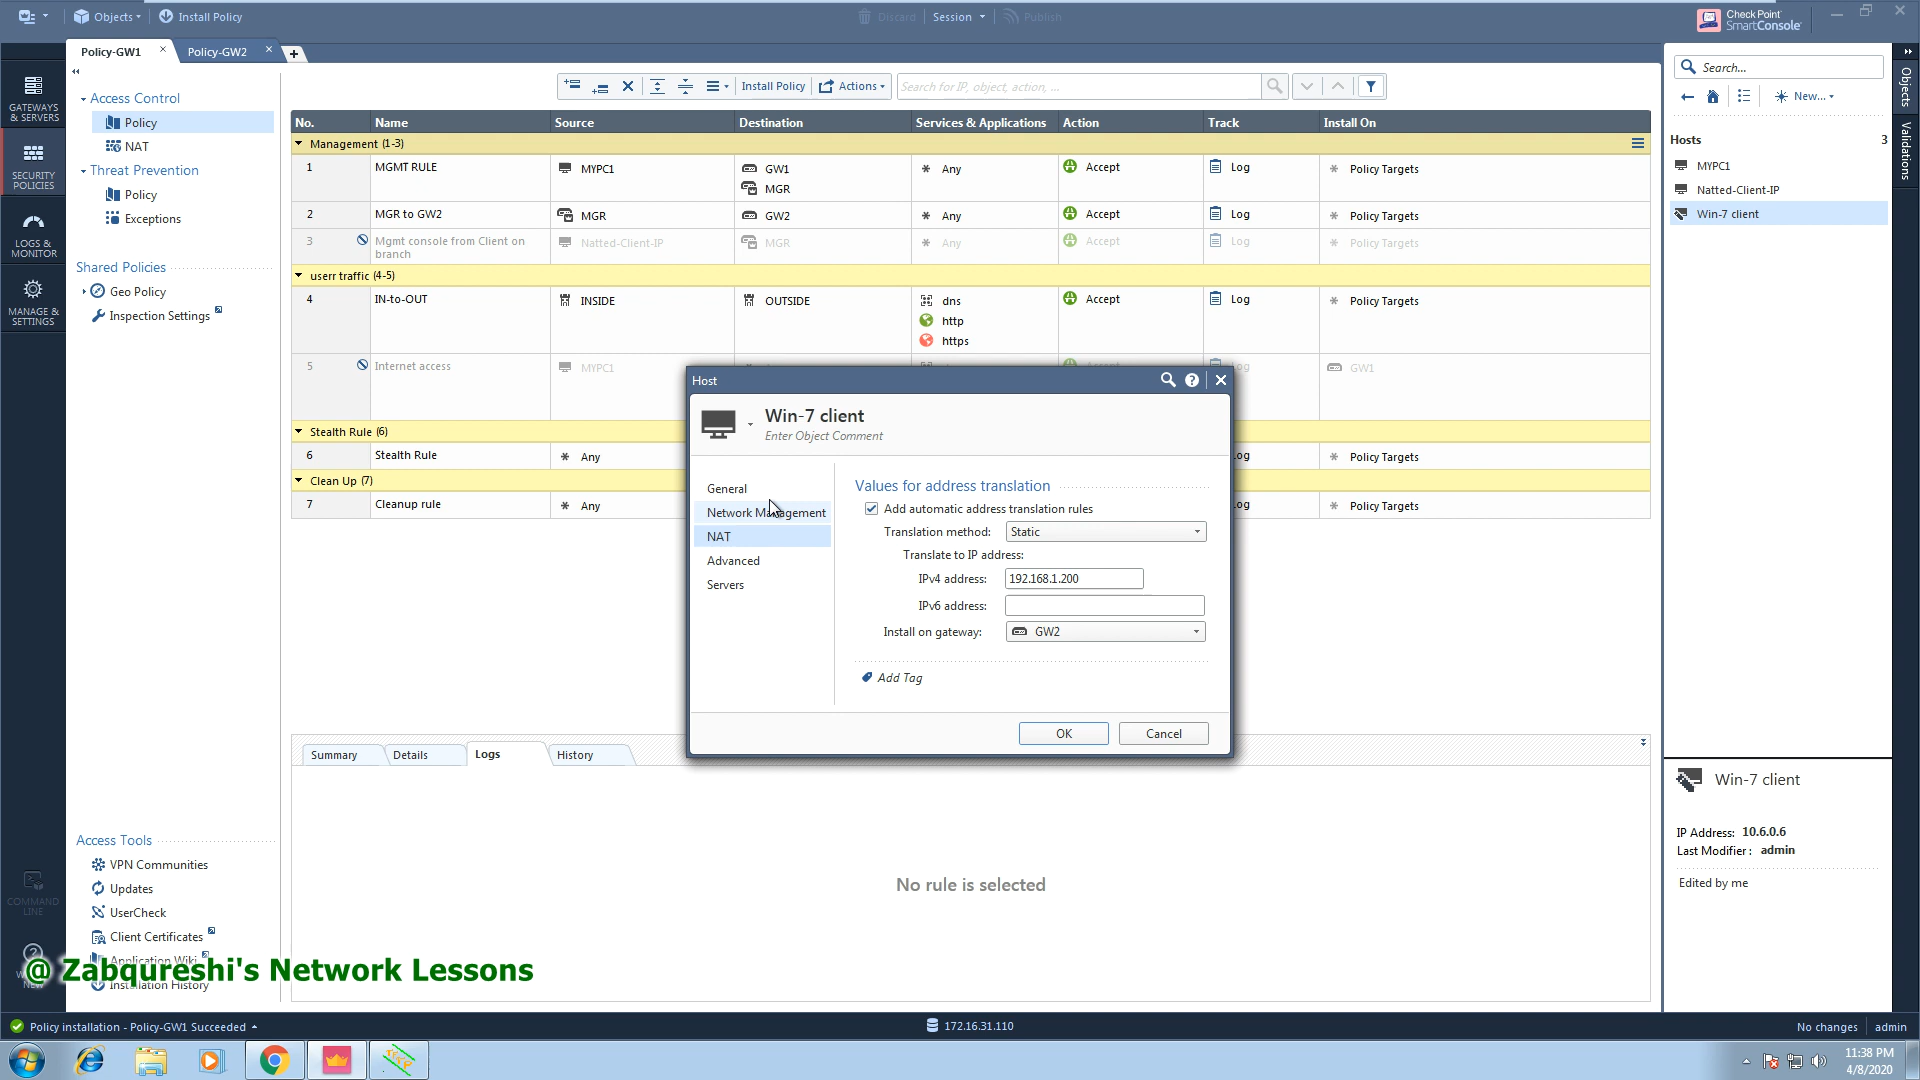 Objects
Install Policy
Discard
Session
Publish
Check Point
SmartConsole
Policy-GW1
Policy-GW2
GATEWAYS
& SERVERS
SECURITY
POLICIES
LOGS &
MONITOR
MANAGE &
SETTINGS
COMMAND
LINE
Access Control
Policy
NAT
Threat Prevention
Policy
Exceptions
Shared Policies
Geo Policy
Inspection Settings
Access Tools
VPN Communities
Updates
UserCheck
Client Certificates
Application Wiki
Installation History
@ Zabqureshi's Network Lessons
Install Policy
Actions
Search for IP, object, action, ...
No. Name Source Destination Services & Applications Action Track Install On
Management (1-3)
1 MGMT RULE MYPC1 GW1 Any Accept Log Policy Targets
MGR
2 MGR to GW2 MGR GW2 Any Accept Log Policy Targets
3 Mgmt console from Client on Natted-Client-IP MGR Any Accept Log Policy Targets
branch
userr traffic (4-5)
4 IN-to-OUT INSIDE OUTSIDE dns Accept Log Policy Targets
http
https
5 Internet access MYPC1 og GW1
Stealth Rule (6)
6 Stealth Rule Any og Policy Targets
Clean Up (7)
7 Cleanup rule Any og Policy Targets
Host
Win-7 client
Enter Object Comment
General
Network Management
NAT
Advanced
Servers
Values for address translation
Add automatic address translation rules
Translation method: Static
Translate to IP address:
IPv4 address: 192.168.1.200
IPv6 address:
Install on gateway: GW2
Add Tag
OK
Cancel
Summary
Details
Logs
History
No rule is selected
Search...
New...
Hosts 3
MYPC1
Natted-Client-IP
Win-7 client
Objects
Validations
Win-7 client
IP Address: 10.6.0.6
Last Modifier: admin
Edited by me
Policy installation - Policy-GW1 Succeeded
172.16.31.110
No changes
admin
11:38 PM
4/8/2020